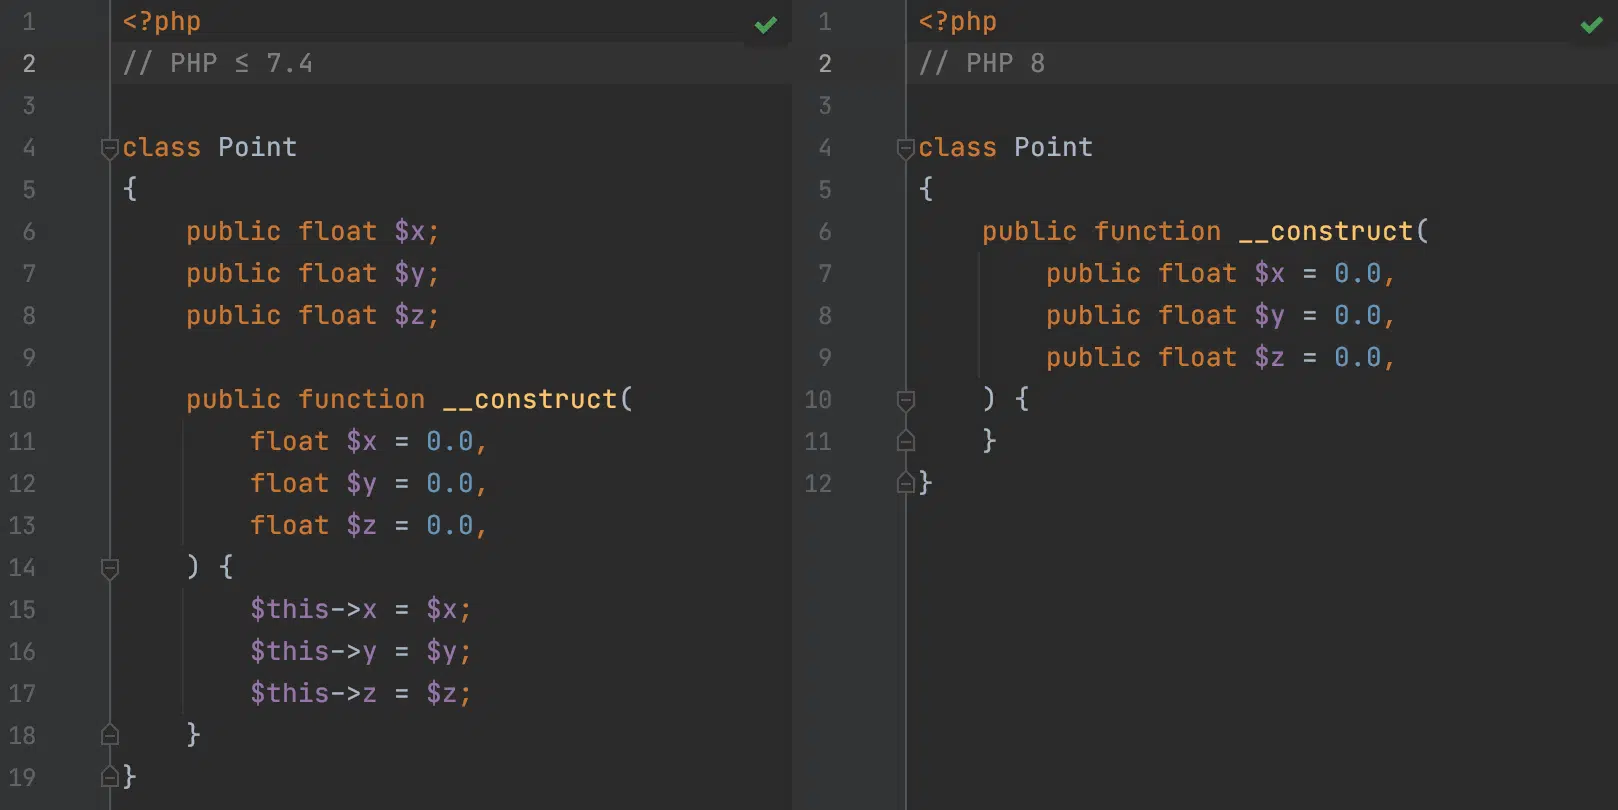 1 <?php
2 // PHP ≤ 7.4
3
4 class Point
5 {
6 public float $x;
7 public float $y;
8 public float $z;
9
10 public function __construct(
11 float $x = 0.0,
12 float $y = 0.0,
13 float $z = 0.0,
14 ) {
15 $this->x = $x;
16 $this->y = $y;
17 $this->z = $z;
18 }
19 }
1 <?php
2 // PHP 8
3
4 class Point
5 {
6 public function __construct(
7 public float $x = 0.0,
8 public float $y = 0.0,
9 public float $z = 0.0,
10 ) {
11 }
12 }